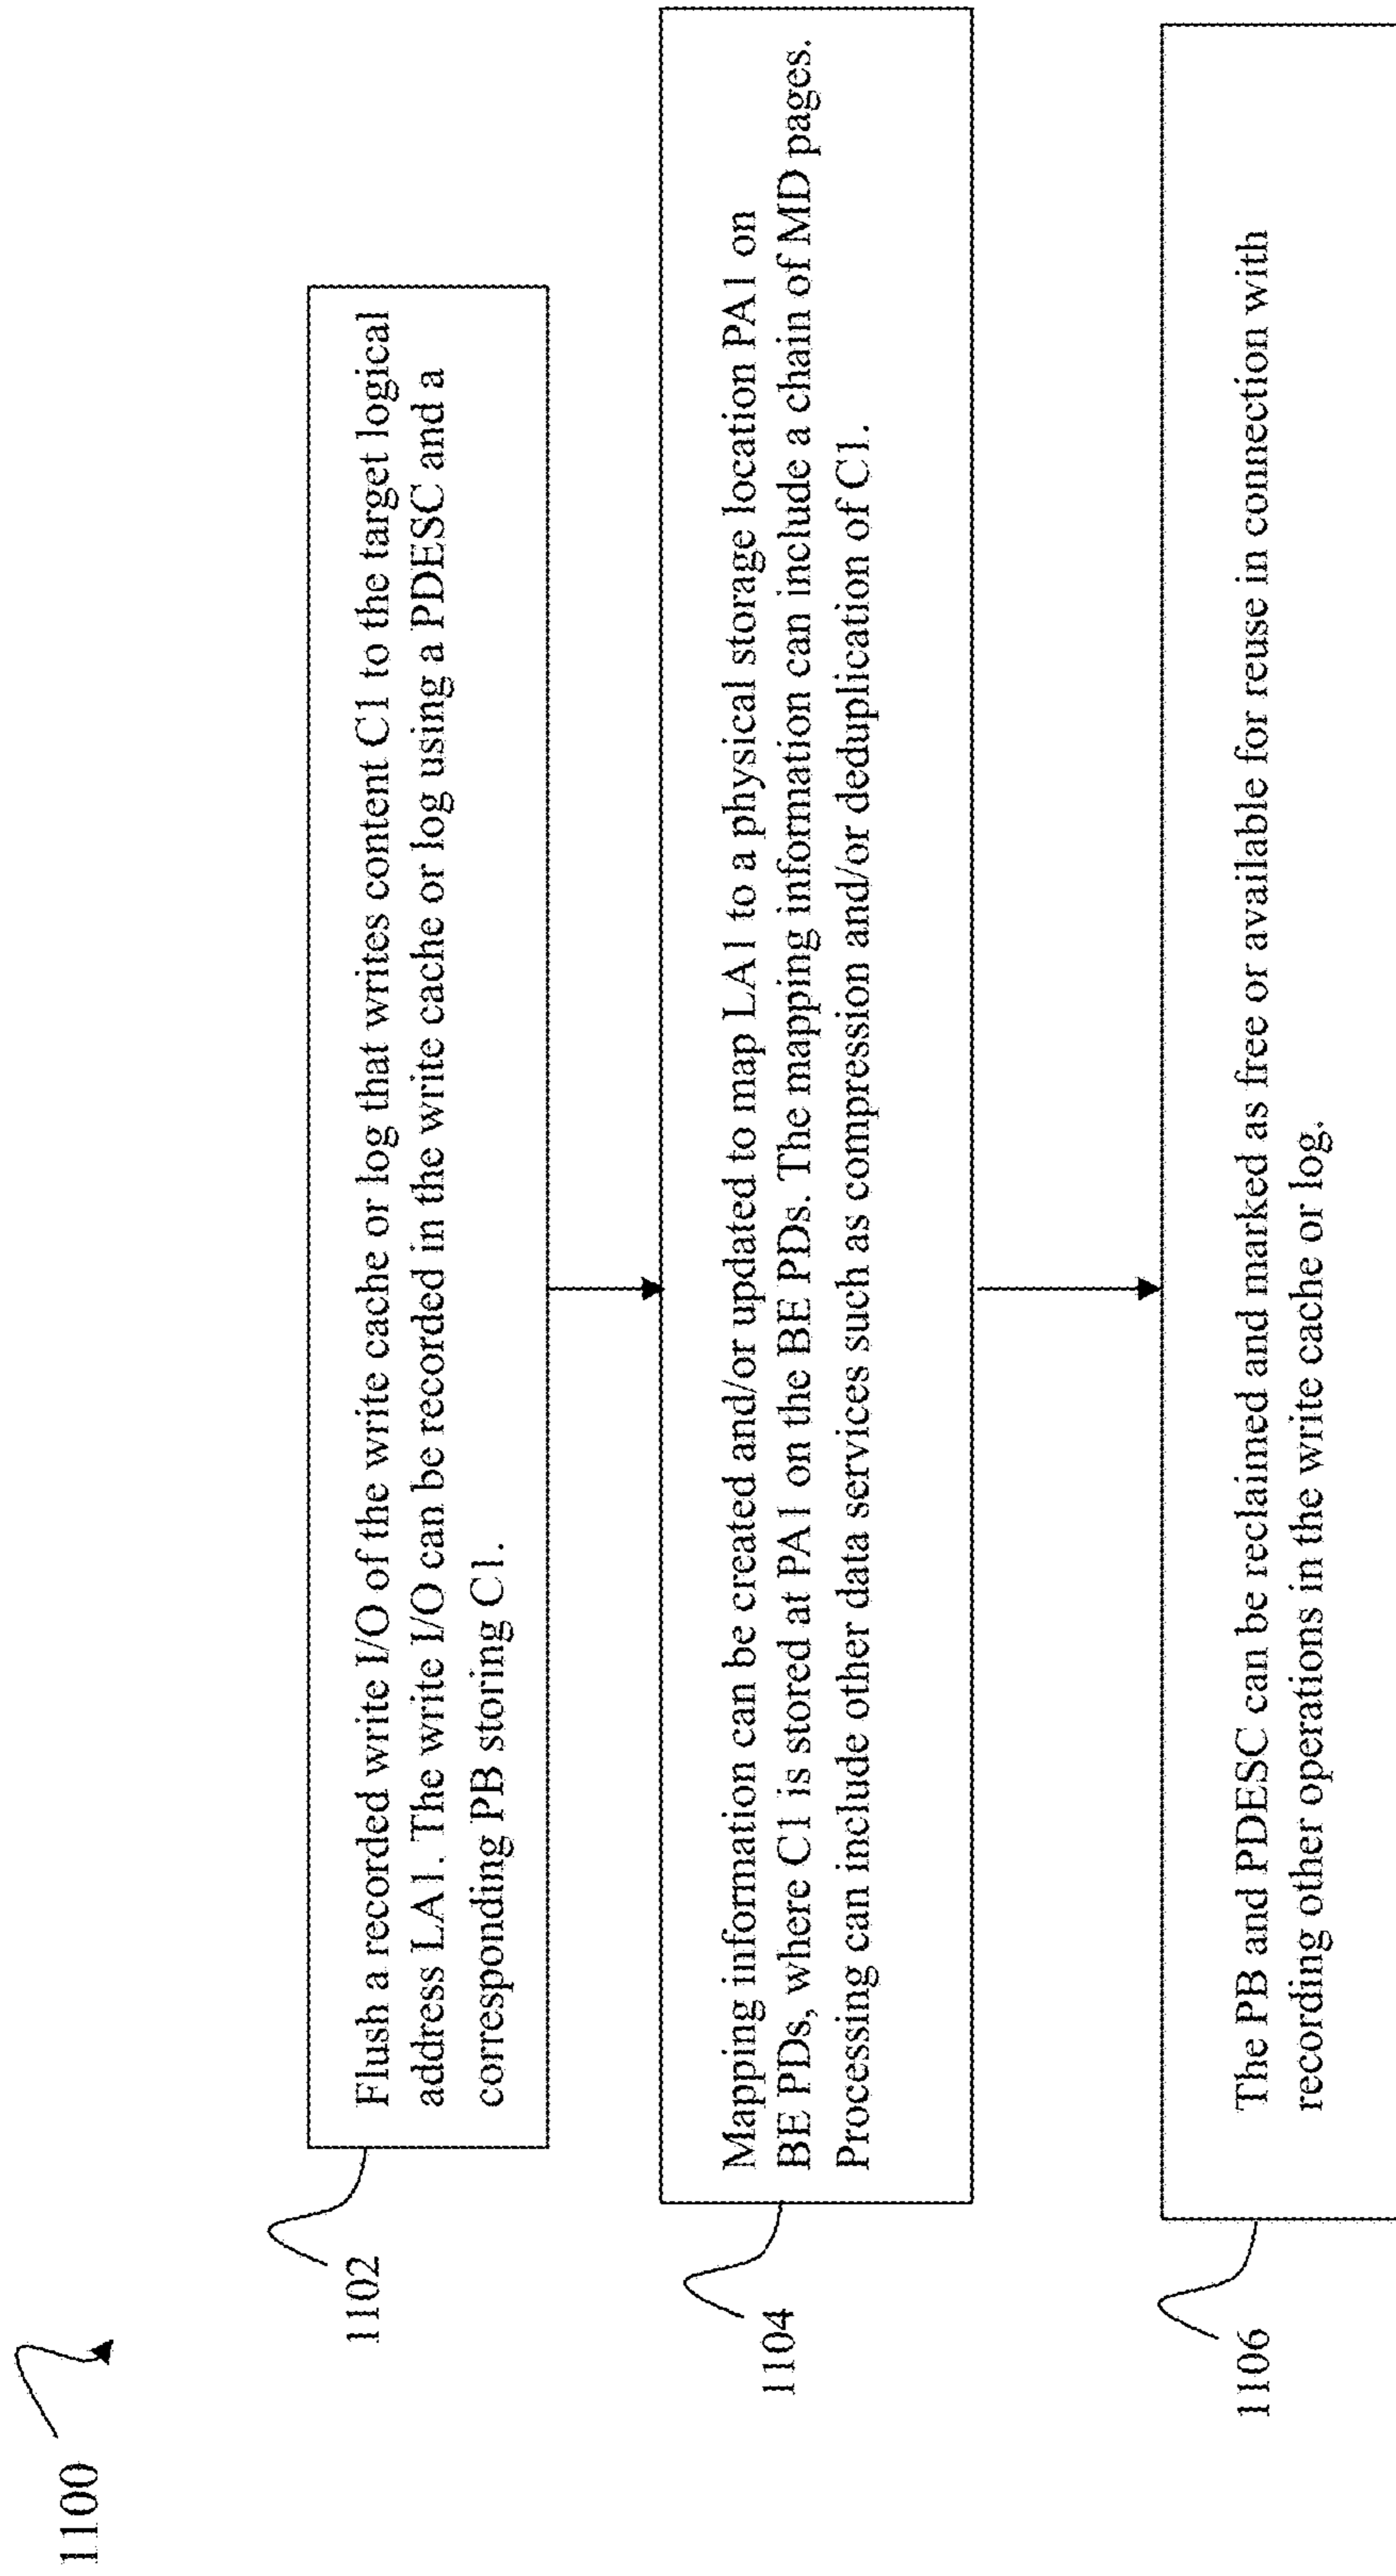 1100
1102
Flush a recorded write I/O of the write cache or log that writes content C1 to the target logical
address LA1. The write I/O can be recorded in the write cache or log using a PDESC and a
corresponding PB storing C1.
1104
Mapping information can be created and/or updated to map LA1 to a physical storage location PA1 on
BE PDs, where C1 is stored at PA1 on the BE PDs. The mapping information can include a chain of MD pages.
Processing can include other data services such as compression and/or deduplication of C1.
1106
The PB and PDESC can be reclaimed and marked as free or available for reuse in connection with
recording other operations in the write cache or log.